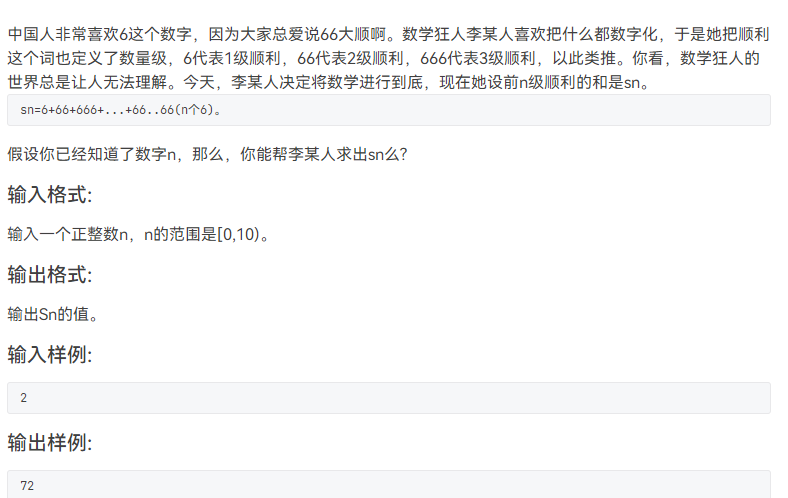 中国人非常喜欢6这个数字，因为大家总爱说66大顺啊。数学狂人李某人喜欢把什么都数字化，于是她把顺利
这个词也定义了数量级，6代表1级顺利，66代表2级顺利，666代表3级顺利，以此类推。你看，数学狂人的
世界总是让人无法理解。今天，李某人决定将数学进行到底，现在她设前n级顺利的和是sn。
sn=6+66+666+...+66..66(n个6)。
假设你已经知道了数字n，那么，你能帮李某人求出sn么？
输入格式:
输入一个正整数n，n的范围是[0,10)。
输出格式:
输出Sn的值。
输入样例:
2
输出样例:
72